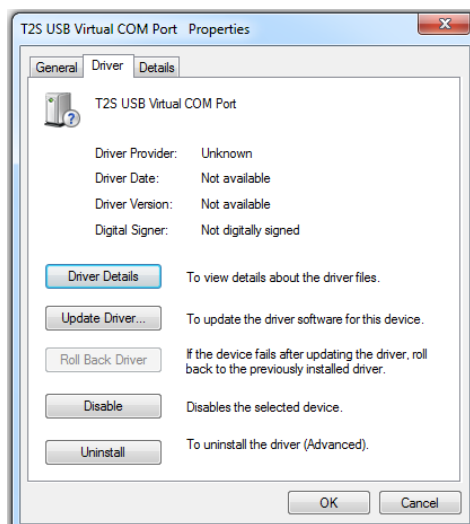 T2S USB Virtual COM Port Properties
General Driver Details
T2S USB Virtual COM Port
Driver Provider: Unknown
Driver Date: Not available
Driver Version: Not available
Digital Signer: Not digitally signed
Driver Details To view details about the driver files.
Update Driver... To update the driver software for this device.
Roll Back Driver If the device fails after updating the driver, roll
back to the previously installed driver.
Disable Disables the selected device.
Uninstall To uninstall the driver (Advanced).
OK Cancel